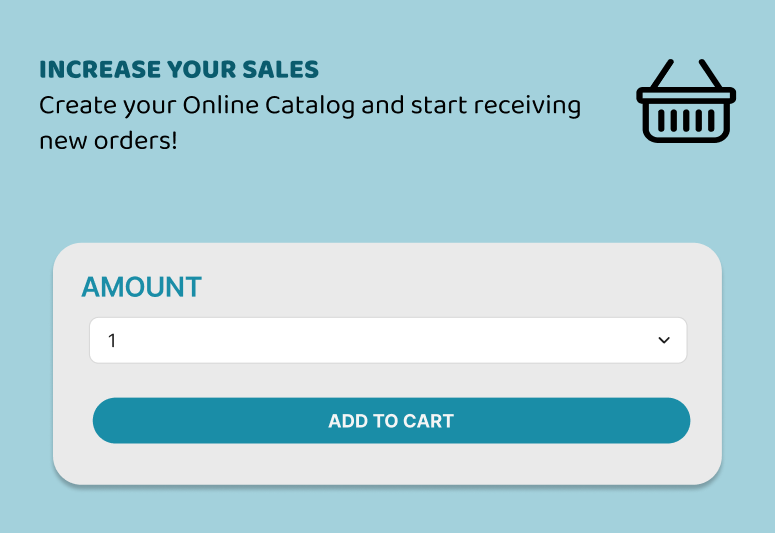 INCREASE YOUR SALES
Create your Online Catalog and start receiving
new orders!
AMOUNT
1
ADD TO CART